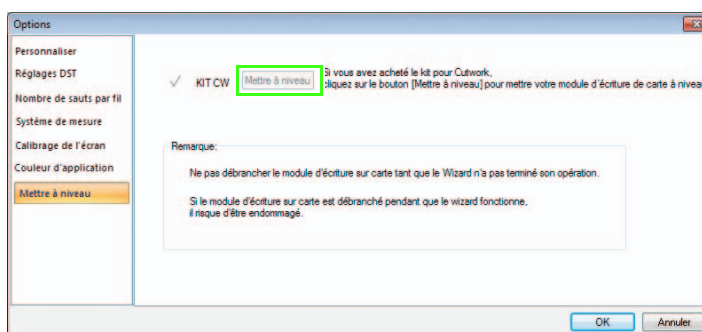 Options
Personnaliser
Réglages DST
Nombre de sauts par fil
Système de mesure
Calibrage de l'écran
Couleur d'application
Mettre à niveau
KIT CW
Mettre à niveau
Si vous avez acheté le kit pour Cutwork,
cliquez sur le bouton [Mettre à niveau] pour mettre votre module d'écriture de carte à niveau
Remarque:
Ne pas débrancher le module d'écriture sur carte tant que le Wizard n'a pas terminé son opération.
Si le module d'écriture sur carte est débranché pendant que le wizard fonctionne,
il risque d'être endommagé.
OK
Annuler